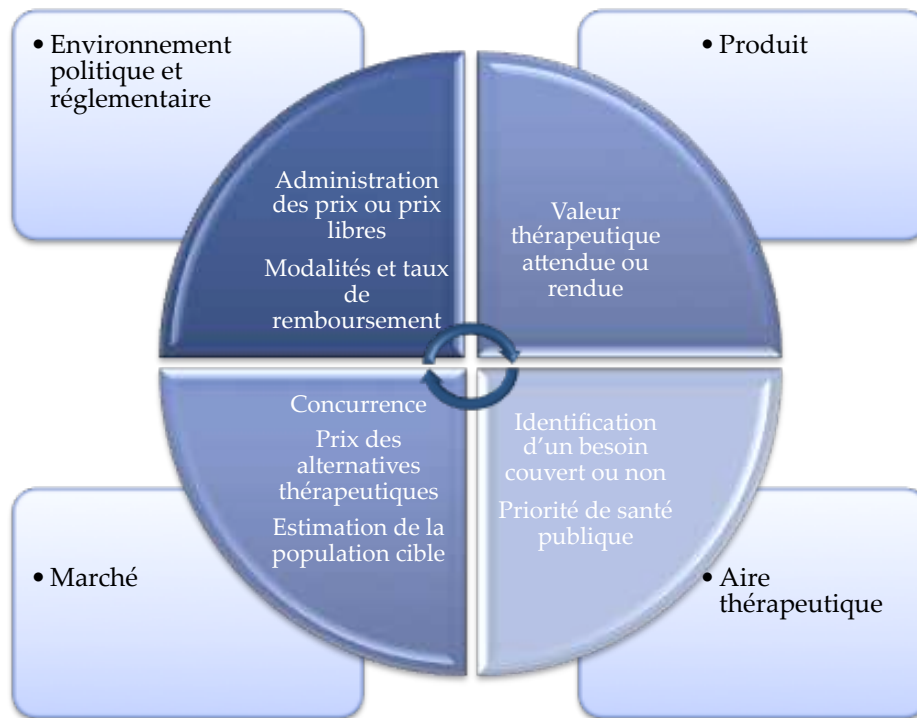 • Environnement
politique et
réglementaire
• Produit
Administration
des prix ou prix
libres
Modalités et taux
de
remboursement
Valeur
thérapeutique
attendue ou
rendue
Concurrence
Prix des
alternatives
thérapeutiques
Estimation de la
population cible
Identification
d'un besoin
couvert ou non
Priorité de santé
publique
• Marché
• Aire
thérapeutique